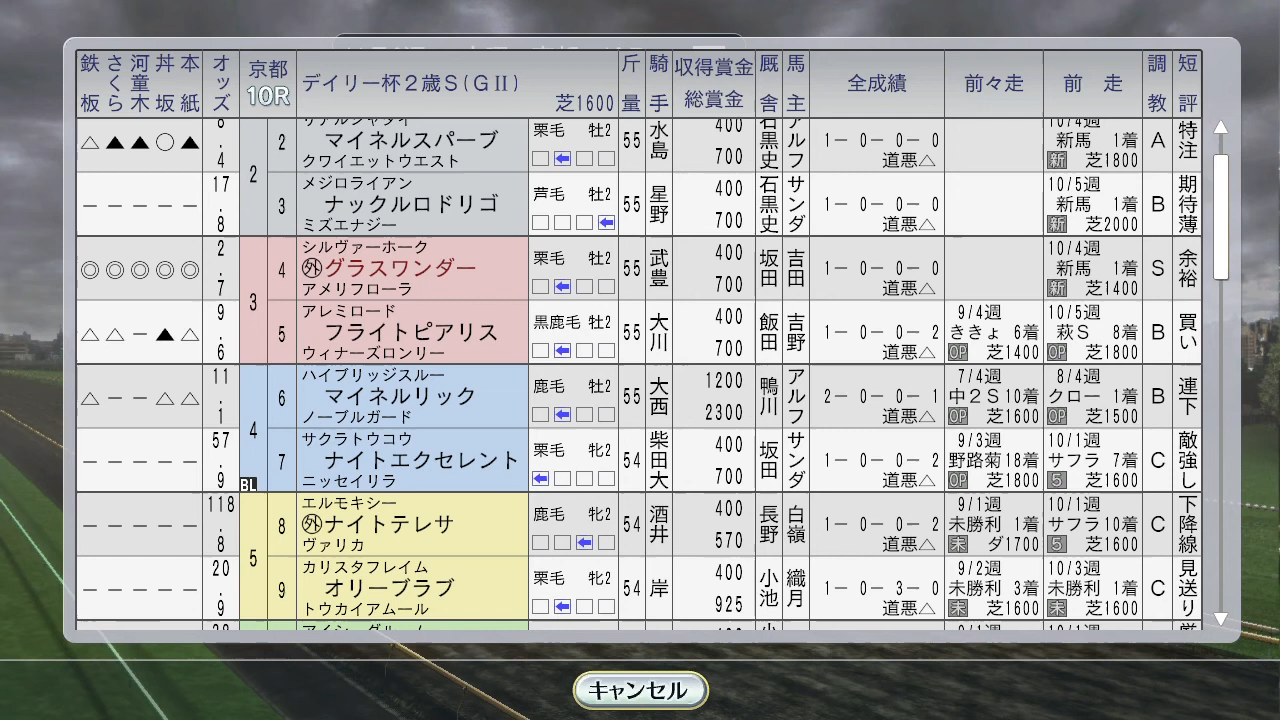 鉄板 さくら 河童木 井坂 本紙 オッズ 京都10R デイリー杯2歳S(GⅡ) 芝1600 斤量 騎手 収得賞金 総賞金 厩舎 馬主 全成績 前々走 前走 調教 短評
△ ▲ ▲ ○ ▲ 8.4 2 2 マイネルスパーブ クワイエットウエスト 栗毛 牡2 55 水島 400 700 石黒史 アルフ 1-0-0-0 道悪△ 10/4週 新馬 1着 新 芝1800 A 特注
- - - - - 17.8 3 メジロライアン ナックルロドリゴ ミズエナジー 芦毛 牡2 55 星野 400 700 石黒史 サンダ 1-0-0-0 道悪△ 10/5週 新馬 1着 新 芝2000 B 期待薄
◎ ◎ ◎ ◎ ◎ 2.7 3 4 シルヴァーホーク 外グラスワンダー アメリフローラ 栗毛 牡2 55 武豊 400 700 坂田 吉田 1-0-0-0 道悪△ 10/4週 新馬 1着 新 芝1400 S 余裕
△ △ - ▲ △ 9.6 5 アレミロード フライトピアリス ウィナーズロンリー 黒鹿毛 牡2 55 大川 400 700 飯田 吉野 1-0-0-2 道悪△ 9/4週 ききょ 6着 OP 芝1400 10/5週 萩S 8着 OP 芝1800 B 買い
△ - - △ △ 11.1 4 6 ハイブリッジスルー マイネルリック ノーブルガード 鹿毛 牡2 55 大西 1200 2300 鴨川 アルフ 2-0-0-1 道悪△ 7/4週 中2S 10着 OP 芝1600 8/4週 クロー 1着 OP 芝1500 B 連下
- - - - - 57.9 BL 7 サクラトウコウ ナイトエクセレント ニッセイリラ 栗毛 牝2 54 柴田大 400 700 坂田 サンダ 1-0-0-2 道悪△ 9/3週 野路菊 18着 OP 芝1800 10/1週 サフラ 7着 5 芝1600 C 敵強し
- - - - - 118.8 5 8 エルモキシー 外ナイトテレサ ヴァリカ 鹿毛 牝2 54 酒井 400 570 長野 白嶺 1-0-0-2 道悪△ 9/1週 未勝利 1着 未 ダ1700 10/1週 サフラ 10着 5 芝1600 C 下降線
- - - - - 20.9 9 カリスタフレイム オリーブラブ トウカイアムール 栗毛 牝2 54 岸 400 925 小池 織月 1-0-3-0 道悪△ 9/2週 未勝利 3着 未 芝1600 10/3週 未勝利 1着 未 芝1600 C 見送り
キャンセル